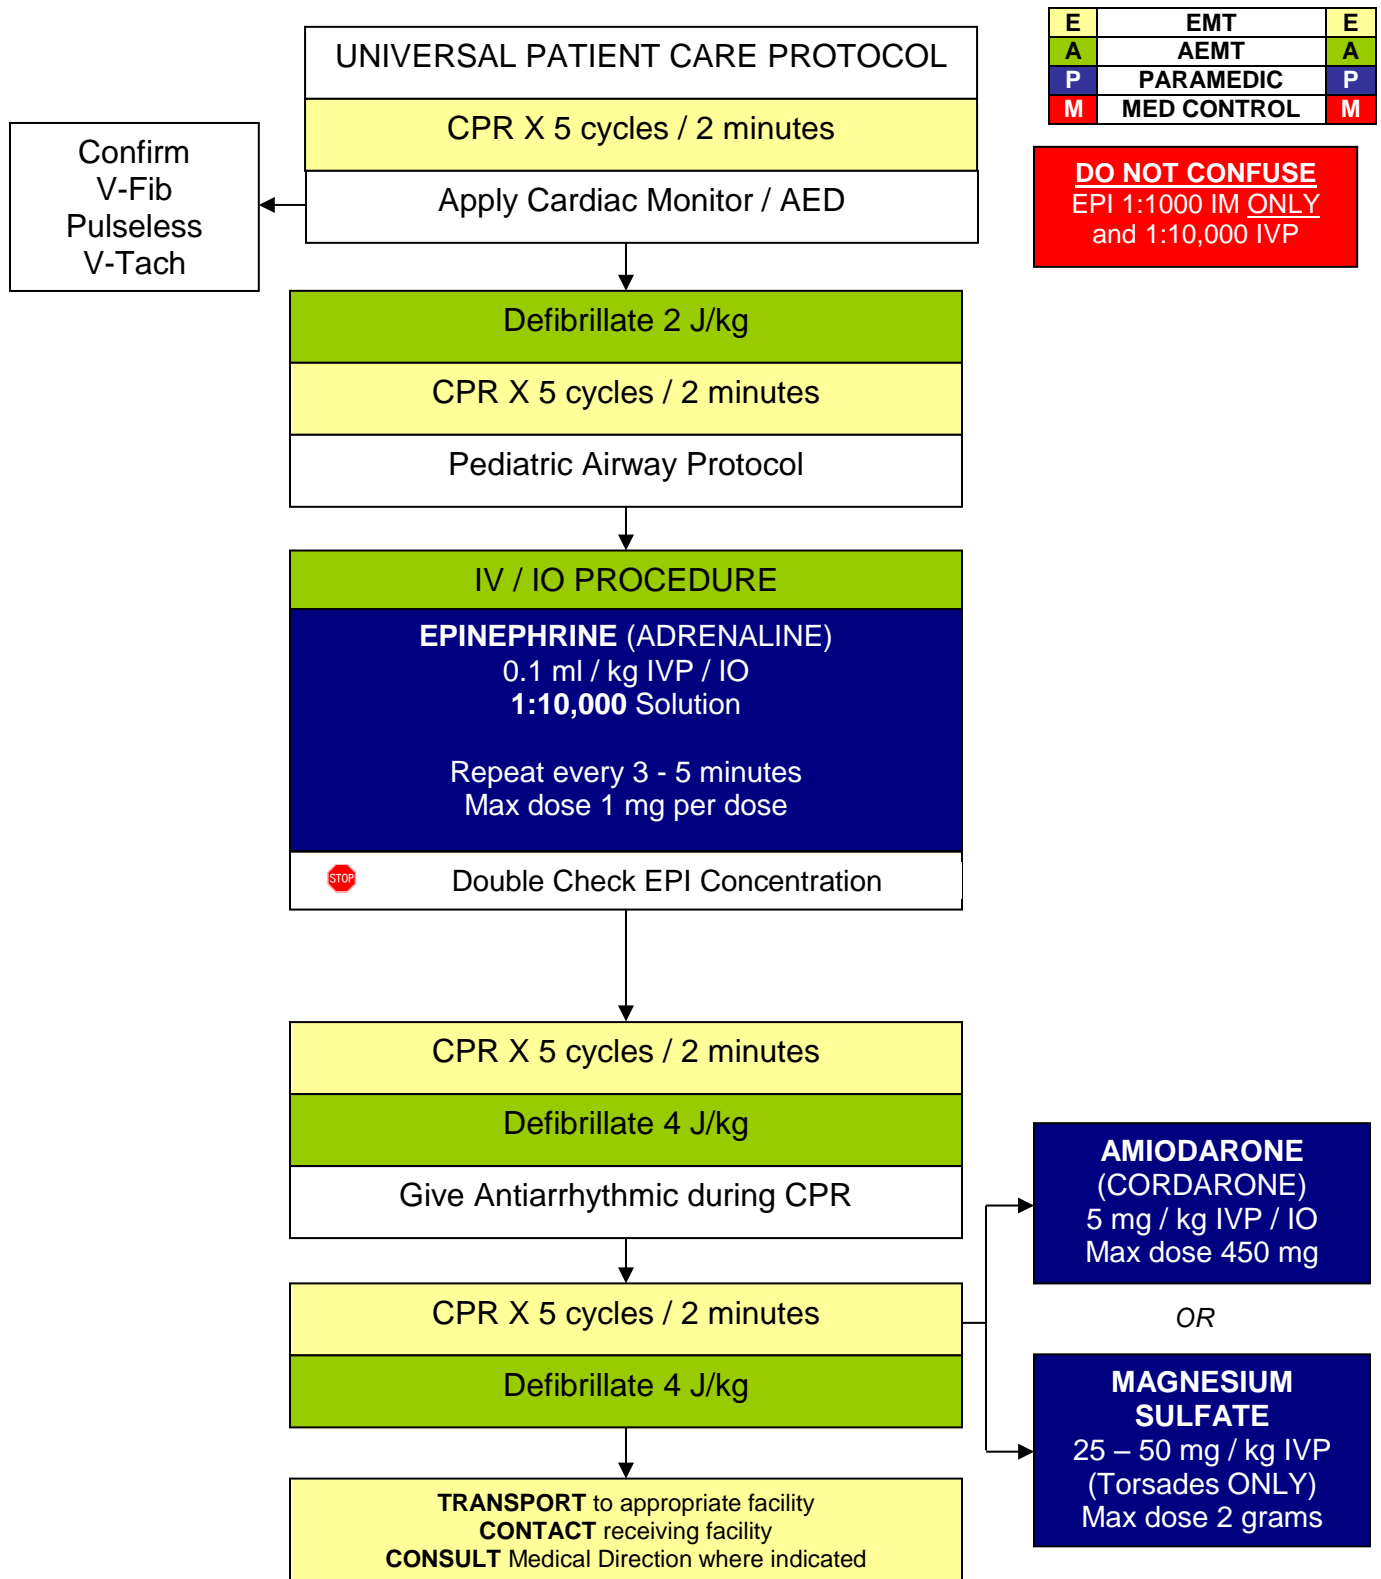 UNIVERSAL PATIENT CARE PROTOCOL
CPR X 5 cycles / 2 minutes
Apply Cardiac Monitor / AED
Confirm
V-Fib
Pulseless
V-Tach
E EMT E
A AEMT A
P PARAMEDIC P
M MED CONTROL M
DO NOT CONFUSE
EPI 1:1000 IM ONLY
and 1:10,000 IVP
Defibrillate 2 J/kg
CPR X 5 cycles / 2 minutes
Pediatric Airway Protocol
IV / IO PROCEDURE
EPINEPHRINE (ADRENALINE)
0.1 ml / kg IVP / IO
1:10,000 Solution
Repeat every 3 - 5 minutes
Max dose 1 mg per dose
STOP Double Check EPI Concentration
CPR X 5 cycles / 2 minutes
Defibrillate 4 J/kg
Give Antiarrhythmic during CPR
CPR X 5 cycles / 2 minutes
Defibrillate 4 J/kg
AMIODARONE
(CORDARONE)
5 mg / kg IVP / IO
Max dose 450 mg
OR
MAGNESIUM
SULFATE
25 – 50 mg / kg IVP
(Torsades ONLY)
Max dose 2 grams
TRANSPORT to appropriate facility
CONTACT receiving facility
CONSULT Medical Direction where indicated